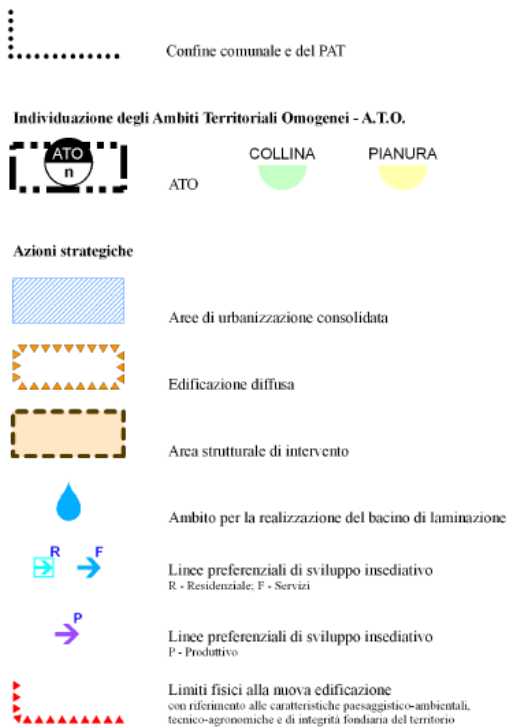 Confine comunale e del PAT
Individuazione degli Ambiti Territoriali Omogenei - A.T.O.
ATO
n
ATO
COLLINA
PIANURA
Azioni strategiche
Aree di urbanizzazione consolidata
Edificazione diffusa
Area strutturale di intervento
Ambito per la realizzazione del bacino di laminazione
R
F
Linee preferenziali di sviluppo insediativo
R - Residenziale; F - Servizi
P
Linee preferenziali di sviluppo insediativo
P - Produttivo
Limiti fisici alla nuova edificazione
con riferimento alle caratteristiche paesaggistico-ambientali,
tecnico-agronomiche e di integrità fondiaria del territorio